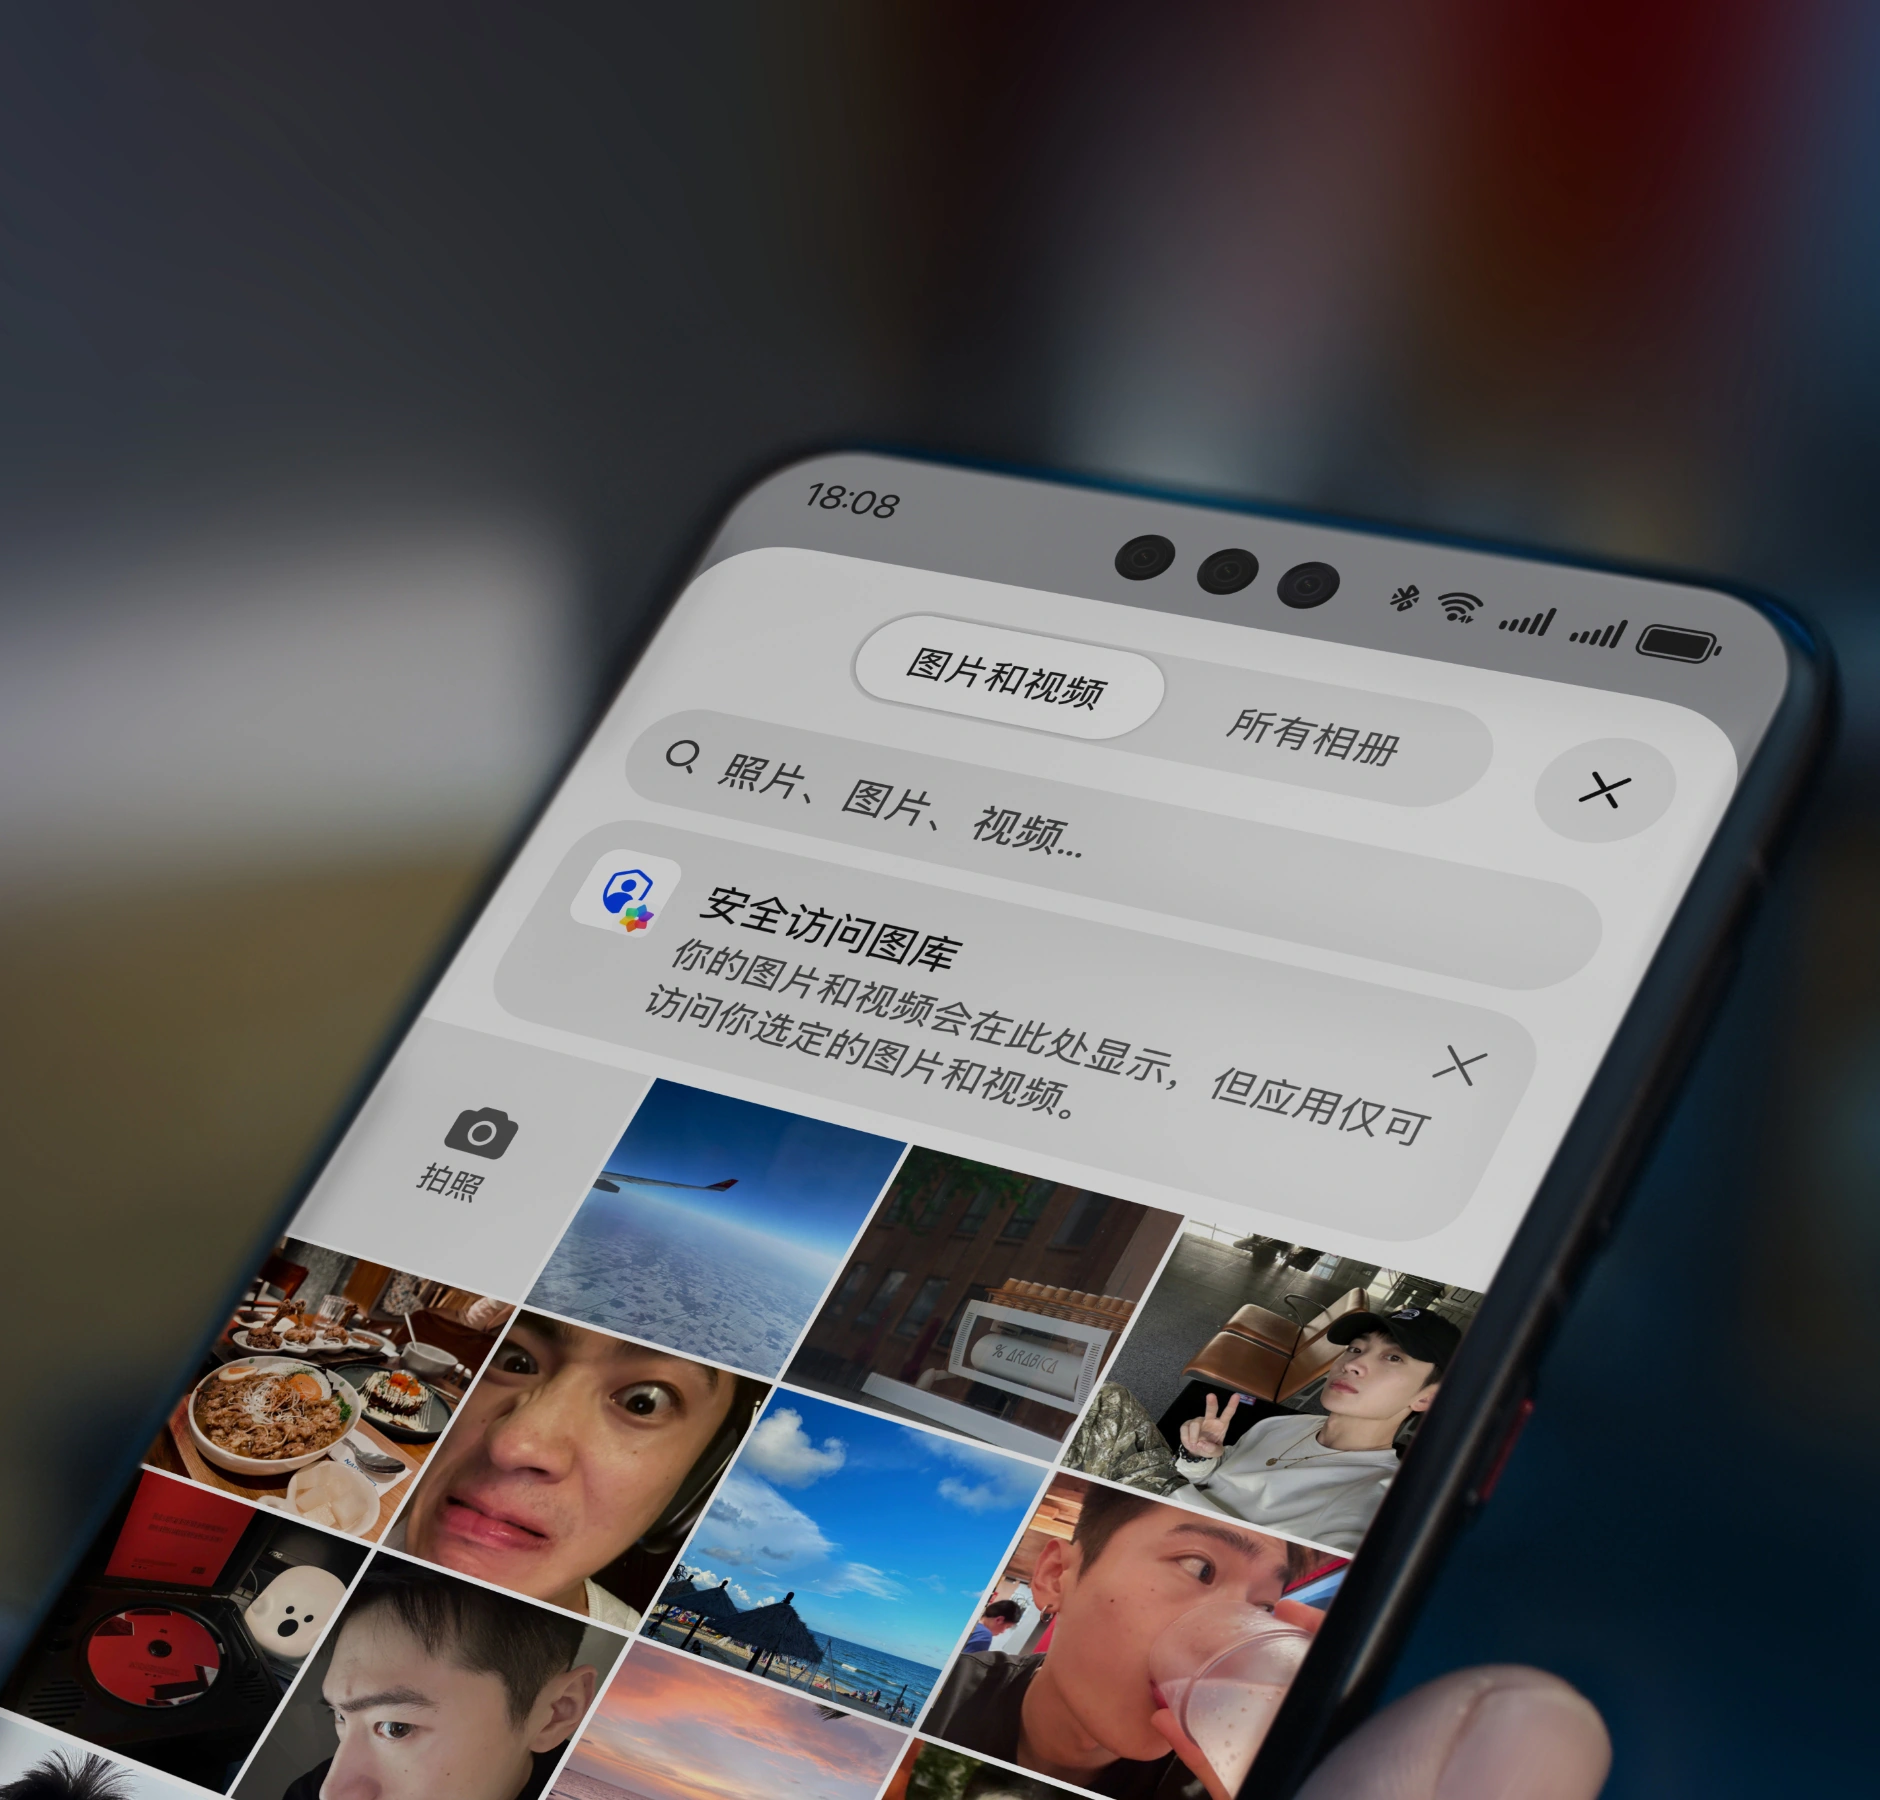 18:08
图片和视频
所有相册
照片、图片、视频...
安全访问图库
你的图片和视频会在此处显示，但应用仅可
访问你选定的图片和视频。
拍照
% ARABICA